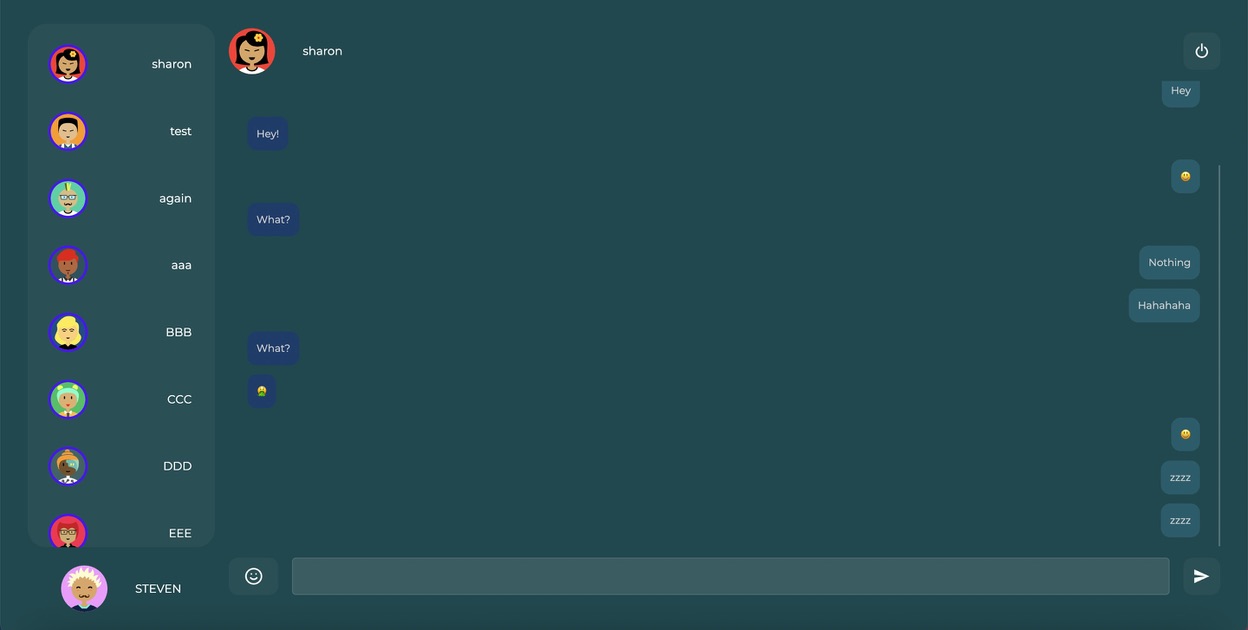 sharon
test
again
aaa
BBB
CCC
DDD
EEE
STEVEN
sharon
Hey
Hey!
😃
What?
Nothing
Hahahaha
What?
🤮
😃
zzzz
zzzz